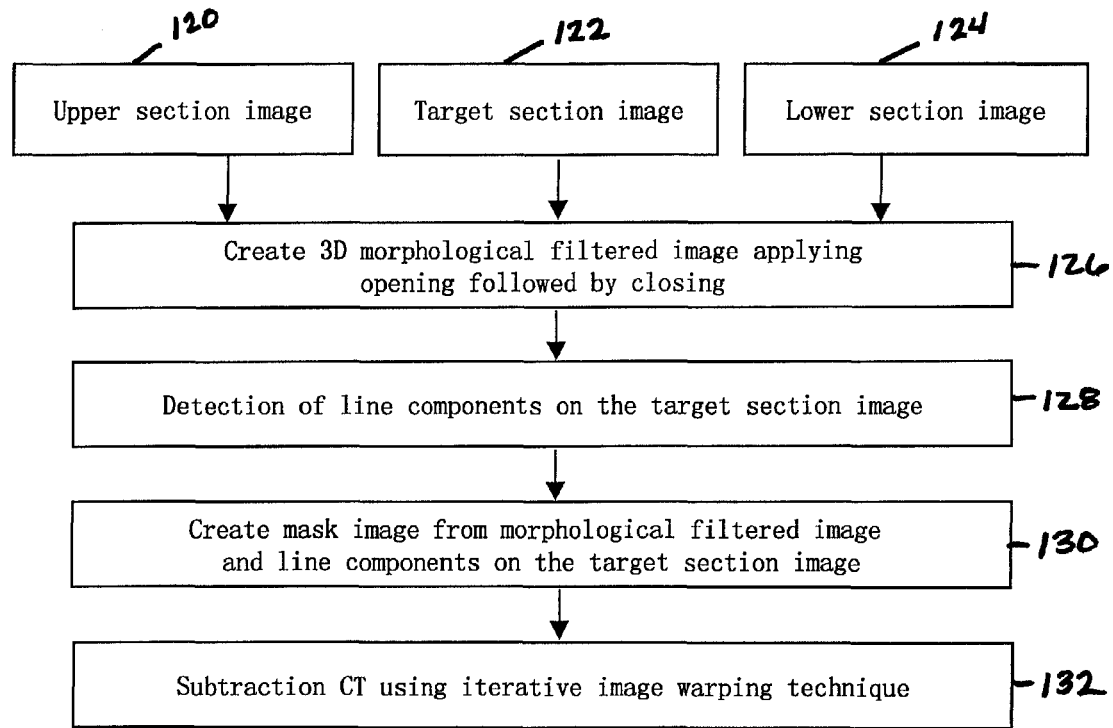 120
122
124
Upper section image
Target section image
Lower section image
Create 3D morphological filtered image applying
opening followed by closing
126
Detection of line components on the target section image
128
Create mask image from morphological filtered image
and line components on the target section image
130
Subtraction CT using iterative image warping technique
132